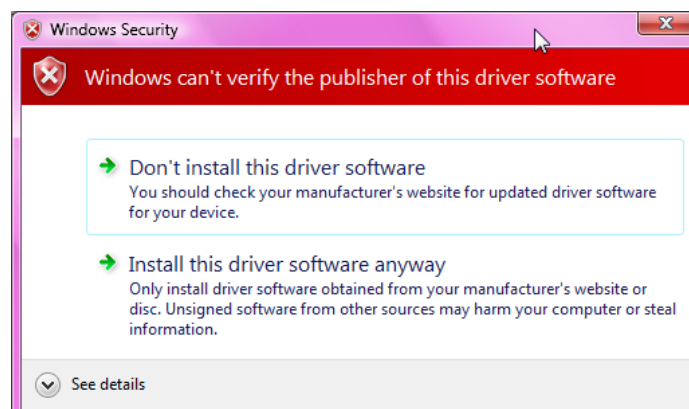 Windows Security
Windows can't verify the publisher of this driver software
Don't install this driver software
You should check your manufacturer's website for updated driver software
for your device.
Install this driver software anyway
Only install driver software obtained from your manufacturer's website or
disc. Unsigned software from other sources may harm your computer or steal
information.
See details